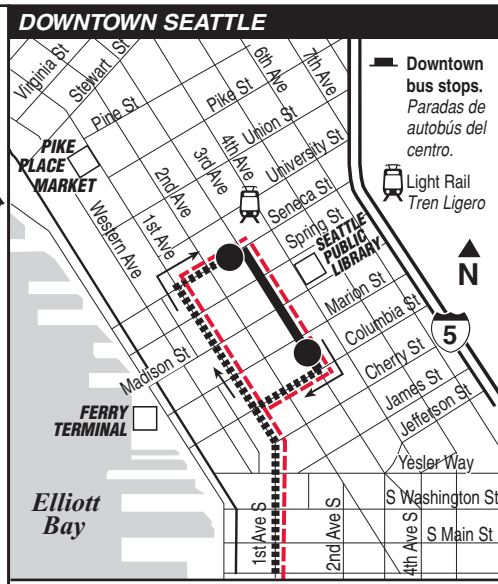 DOWNTOWN SEATTLE
Virginia St
Stewart St
Pine St
Pike St
6th Ave
7th Ave
Union St
University St
4th Ave
3rd Ave
2nd Ave
1st Ave
Western Ave
PIKE
PLACE
MARKET
Seneca St
Spring St
SEATTLE
PUBLIC
LIBRARY
Marion St
Columbia St
Cherry St
James St
Jefferson St
Yesler Way
S Washington St
S Main St
Madison St
FERRY
TERMINAL
Elliott
Bay
1st Ave S
2nd Ave S
4th Ave S
Downtown
bus stops.
Paradas de
autobús del
centro.
Light Rail
Tren Ligero
N
5